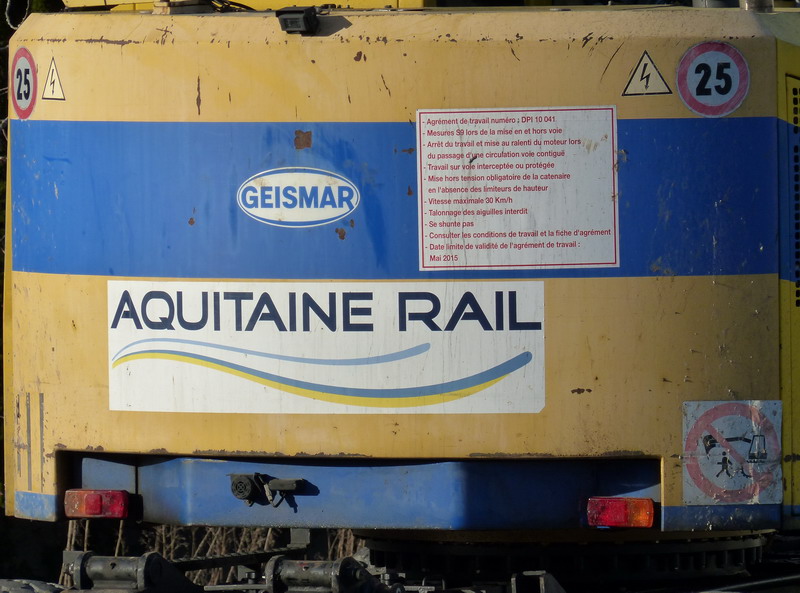 25
25
- Agrément de travail numéro : DPI 10 041
- Mesures S9 lors de la mise en et hors voie
- Arrêt du travail et mise au ralenti du moteur lors
du passage d'une circulation voie contiguë
- Travail sur voie interceptée ou protégée
- Mise hors tension obligatoire de la catenaire
en l'absence des limiteurs de hauteur
- Vitesse maximale 30 Km/h
- Talonnage des aiguilles interdit
- Se shunte pas
- Consulter les conditions de travail et la fiche d'agrément
- Date limite de validité de l'agrément de travail :
Mai 2015
GEISMAR
AQUITAINE RAIL